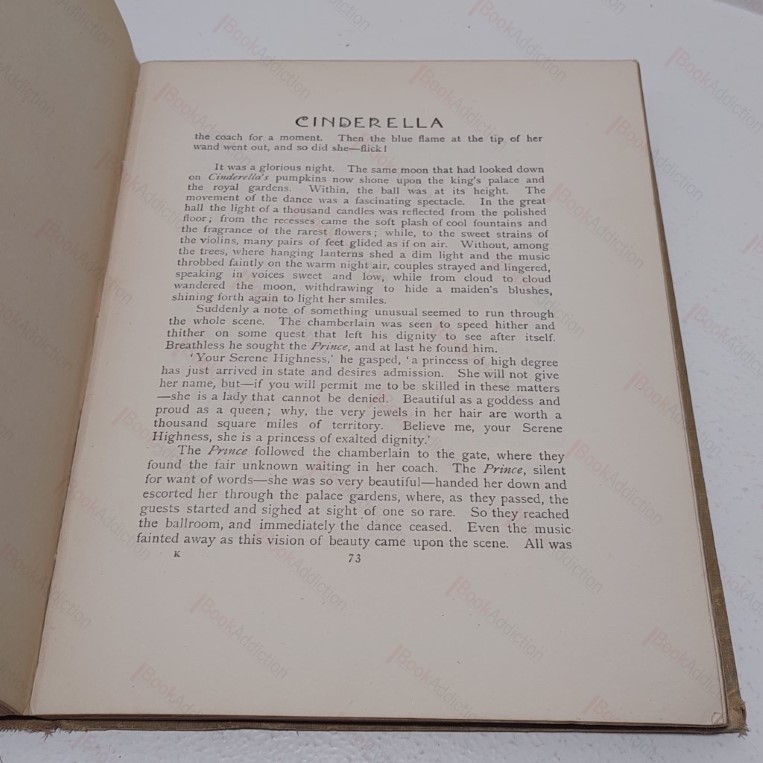 CINDERELLA
the coach for a moment. Then the blue flame at the tip of her
wand went out, and so did she—flick!
It was a glorious night. The same moon that had looked down
on Cinderella's pumpkins now shone upon the king's palace and
the royal gardens. Within, the ball was at its height. The
movement of the dance was a fascinating spectacle. In the great
hall the light of a thousand candles was reflected from the polished
floor; from the recesses came the soft plash of cool fountains and
the fragrance of the rarest flowers; while, to the sweet strains of
the violins, many pairs of feet glided as if on air. Without, among
the trees, where hanging lanterns shed a dim light and the music
throbbed faintly on the warm night air, couples strayed and lingered,
speaking in voices sweet and low, while from cloud to cloud
wandered the moon, withdrawing to hide a maiden's blushes,
shining forth again to light her smiles.
Suddenly a note of something unusual seemed to run through
the whole scene. The chamberlain was seen to speed hither and
thither on some quest that left his dignity to see after itself.
Breathless he sought the Prince, and at last he found him.
'Your Serene Highness,' he gasped, 'a princess of high degree
has just arrived in state and desires admission. She will not give
her name, but—if you will permit me to be skilled in these matters
—she is a lady that cannot be denied. Beautiful as a goddess and
proud as a queen; why, the very jewels in her hair are worth a
thousand square miles of territory. Believe me, your Serene
Highness, she is a princess of exalted dignity.'
The Prince followed the chamberlain to the gate, where they
found the fair unknown waiting in her coach. The Prince, silent
for want of words—she was so very beautiful—handed her down and
escorted her through the palace gardens, where, as they passed, the
guests started and sighed at sight of one so rare. So they reached
the ballroom, and immediately the dance ceased. Even the music
fainted away as this vision of beauty came upon the scene. All was
K 73
BookAddiction